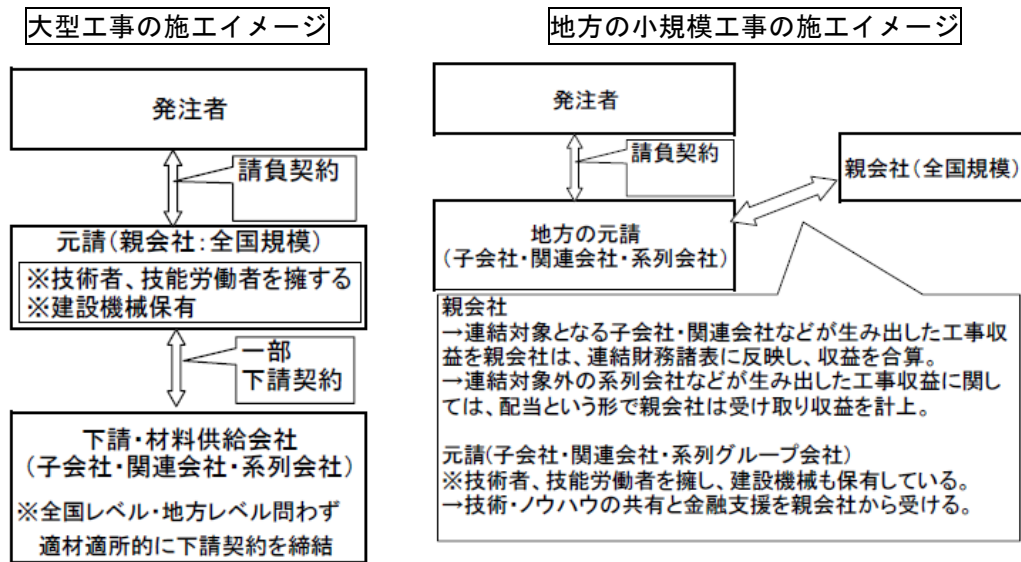 大型工事の施工イメージ
発注者
請負契約
元請(親会社:全国規模)
※技術者、技能労働者を擁する
※建設機械保有
一部
下請契約
下請・材料供給会社
(子会社・関連会社・系列会社)
※全国レベル・地方レベル問わず
適材適所的に下請契約を締結
地方の小規模工事の施工イメージ
発注者
請負契約
親会社(全国規模)
地方の元請
(子会社・関連会社・系列会社)
親会社
→連結対象となる子会社・関連会社などが生み出した工事収
益を親会社は、連結財務諸表に反映し、収益を合算。
→連結対象外の系列会社などが生み出した工事収益に関し
ては、配当という形で親会社は受け取り収益を計上。
元請(子会社・関連会社・系列グループ会社)
※技術者、技能労働者を擁し、建設機械も保有している。
→技術・ノウハウの共有と金融支援を親会社から受ける。